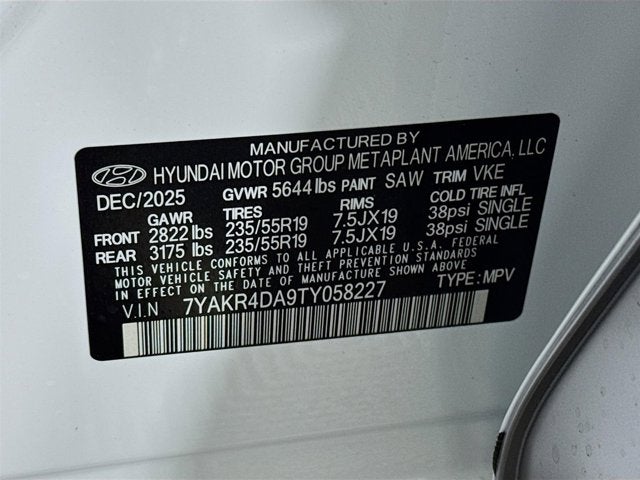 MANUFACTURED BY
HYUNDAI MOTOR GROUP METAPLANT AMERICA, LLC
DEC/2025 GVWR 5644 lbs PAINT SAW TRIM VKE
GAWR TIRES RIMS COLD TIRE INFL
FRONT 2822 lbs 235/55R19 7.5JX19 38psi SINGLE
REAR 3175 lbs 235/55R19 7.5JX19 38psi SINGLE
THIS VEHICLE CONFORMS TO ALL APPLICABLE U.S. FEDERAL
MOTOR VEHICLE SAFETY AND THEFT PREVENTION STANDARDS
IN EFFECT ON THE DATE OF MANUFACTURE SHOWN ABOVE.
V.I.N 7YAKR4DA9TY058227 TYPE : MPV